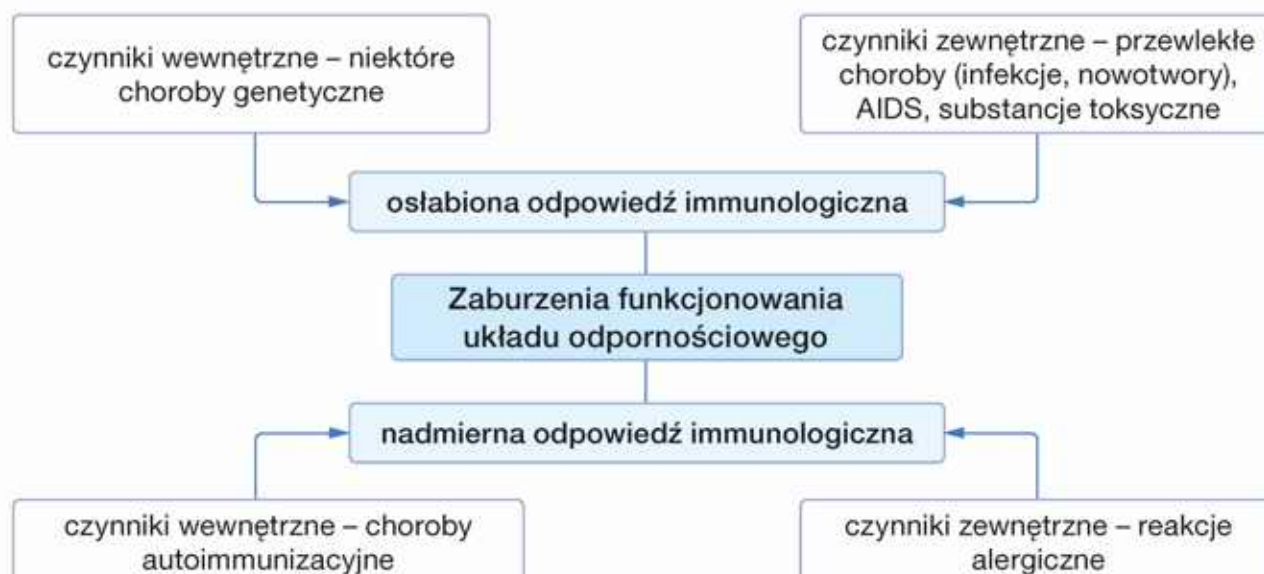 czynniki wewnętrzne – niektóre
choroby genetyczne
czynniki zewnętrzne – przewlekłe
choroby (infekcje, nowotwory),
AIDS, substancje toksyczne
osłabiona odpowiedź immunologiczna
Zaburzenia funkcjonowania
układu odpornościowego
nadmierna odpowiedź immunologiczna
czynniki wewnętrzne – choroby
autoimmunizacyjne
czynniki zewnętrzne – reakcje
alergiczne